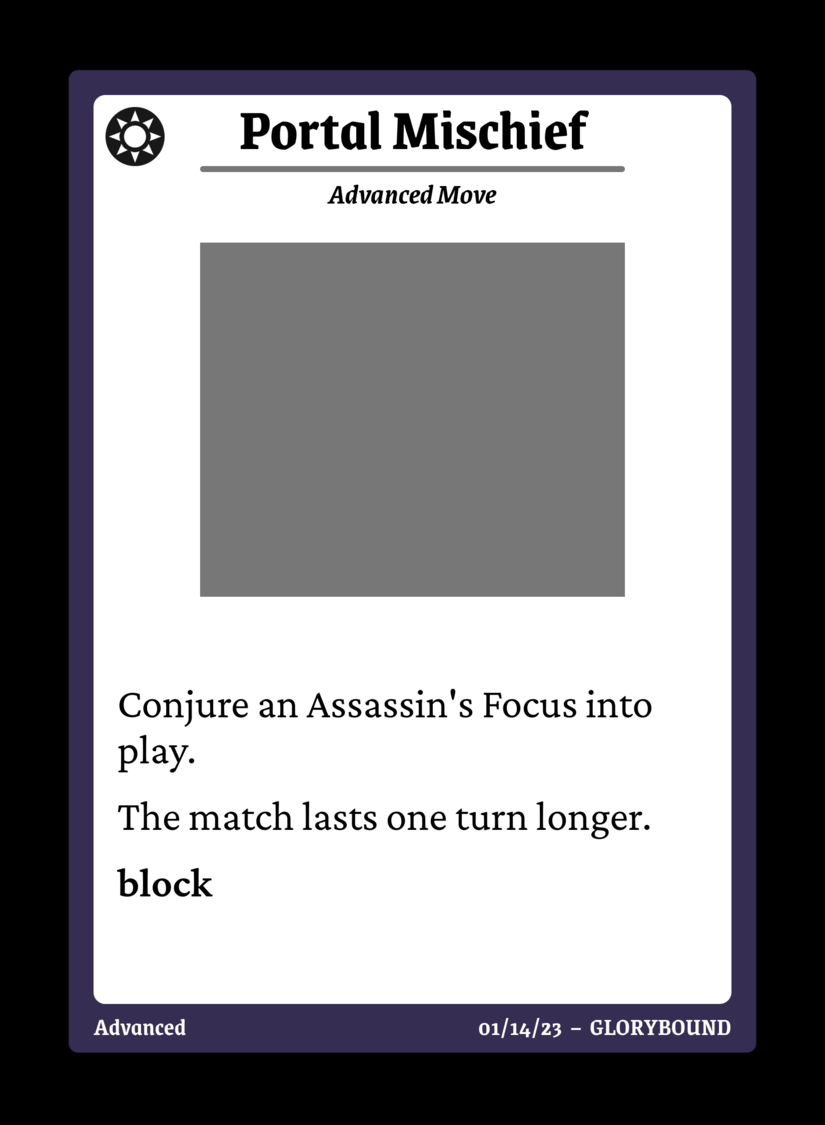 Portal Mischief
Advanced Move
Conjure an Assassin's Focus into
play.
The match lasts one turn longer.
block
Advanced
01/14/23 – GLORYBOUND